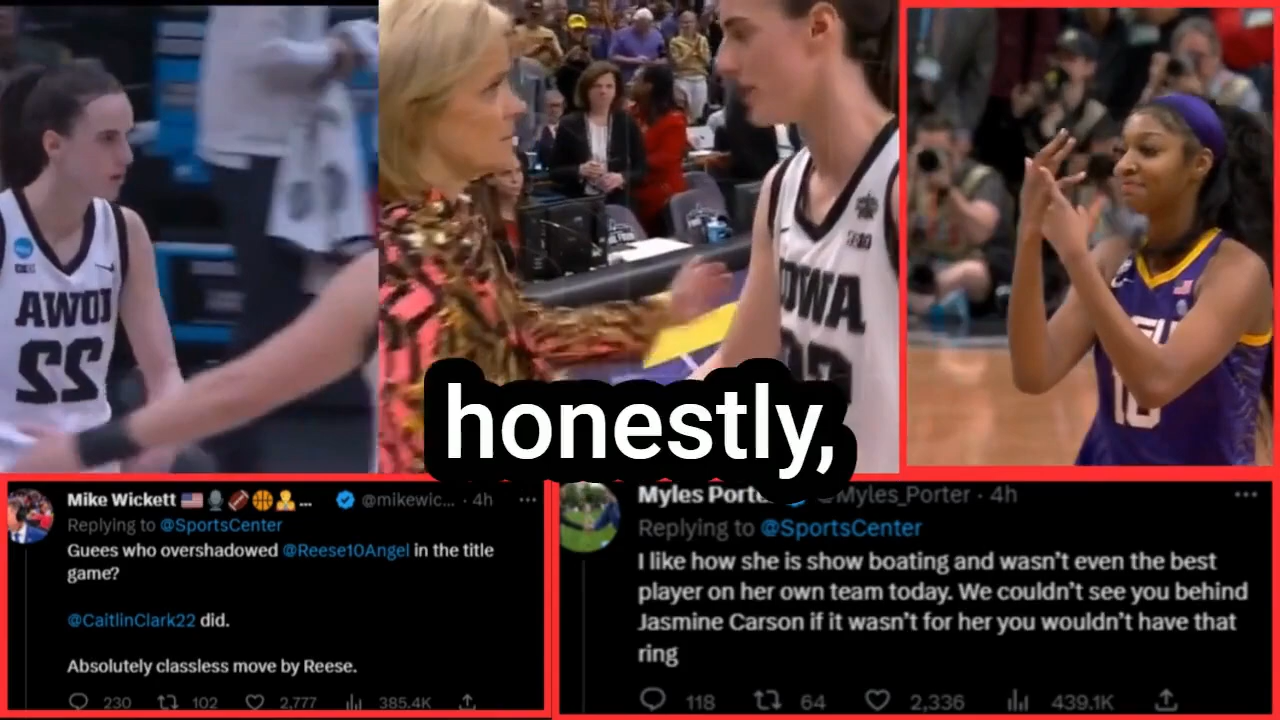 AWOI
22
IOWA
22
10
honestly,
Mike Wickett ...
@mikewic... · 4h
Replying to @SportsCenter
Guees who overshadowed @Reese10Angel in the title
game?
@CaitlinClark22 did.
Absolutely classless move by Reese.
230 102 2,777 385.4K
Myles Porte @Myles_Porter · 4h
Replying to @SportsCenter
I like how she is show boating and wasn't even the best
player on her own team today. We couldn't see you behind
Jasmine Carson if it wasn't for her you wouldn't have that
ring
118 64 2,336 439.1K